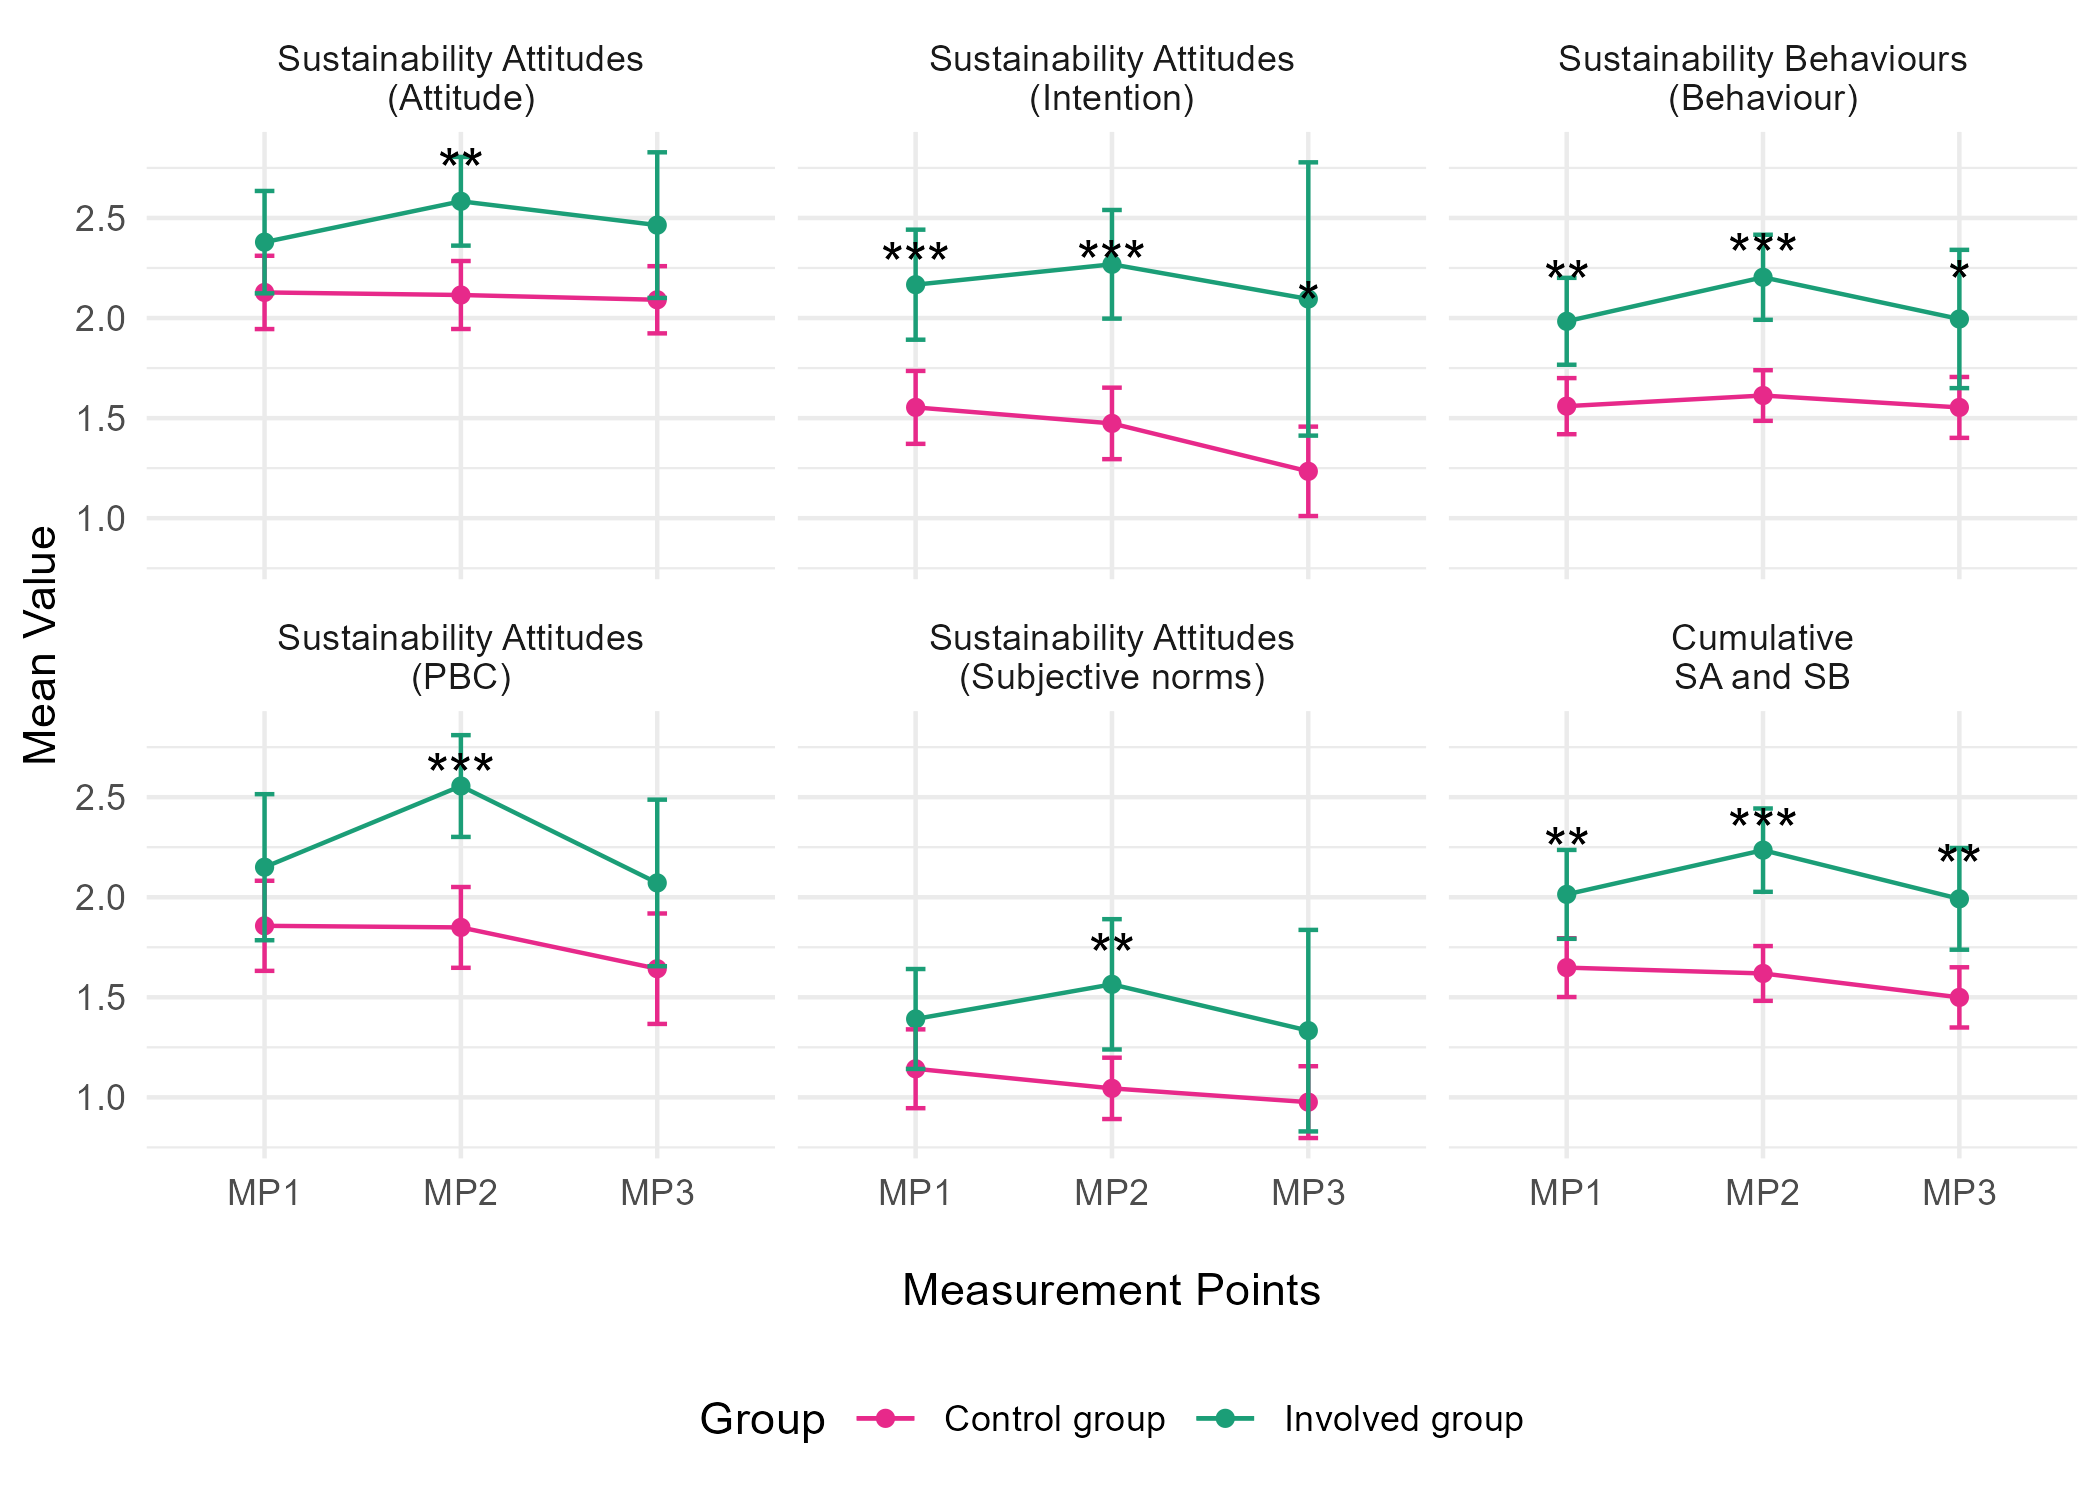 Sustainability Attitudes
(Attitude)
Sustainability Attitudes
(Intention)
Sustainability Behaviours
(Behaviour)
**
***
***
*
**
***
*
2.5
2.0
1.5
1.0
Mean Value
Sustainability Attitudes
(PBC)
Sustainability Attitudes
(Subjective norms)
Cumulative
SA and SB
***
**
**
***
**
2.5
2.0
1.5
1.0
MP1 MP2 MP3
MP1 MP2 MP3
MP1 MP2 MP3
Measurement Points
Group Control group Involved group